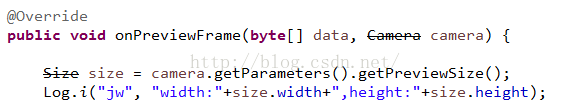 @Override
public void onPreviewFrame(byte[] data, Camera camera) {
http://blog.csdn.net/
Size size = camera.getParameters().getPreviewSize();
Log.i("jw", "width:"+size.width+",height:"+size.height);